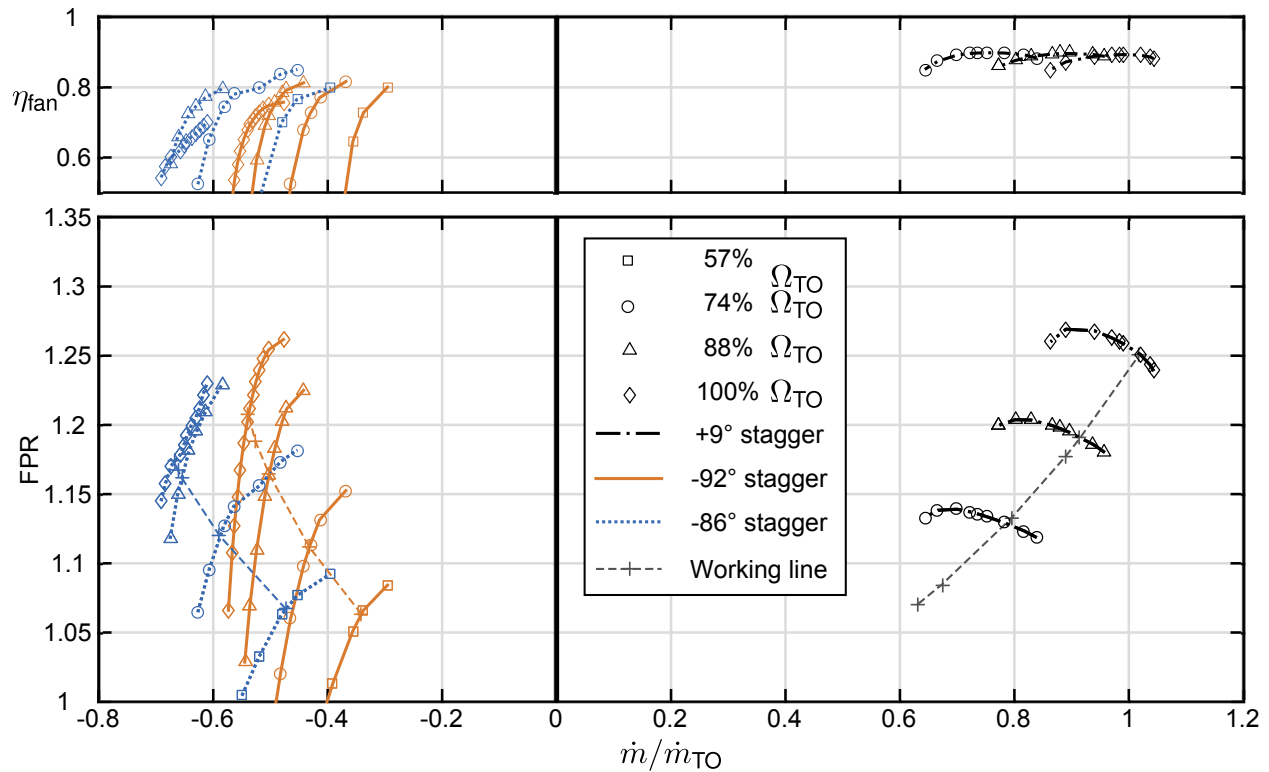 1
0.8
η_fan
0.6
1.35
1.3
1.25
1.2
FPR
1.15
1.1
1.05
1
57% Ω_TO
74% Ω_TO
88% Ω_TO
100% Ω_TO
+9° stagger
-92° stagger
-86° stagger
Working line
-0.8 -0.6 -0.4 -0.2 0 0.2 0.4 0.6 0.8 1 1.2
ṁ/ṁ_TO